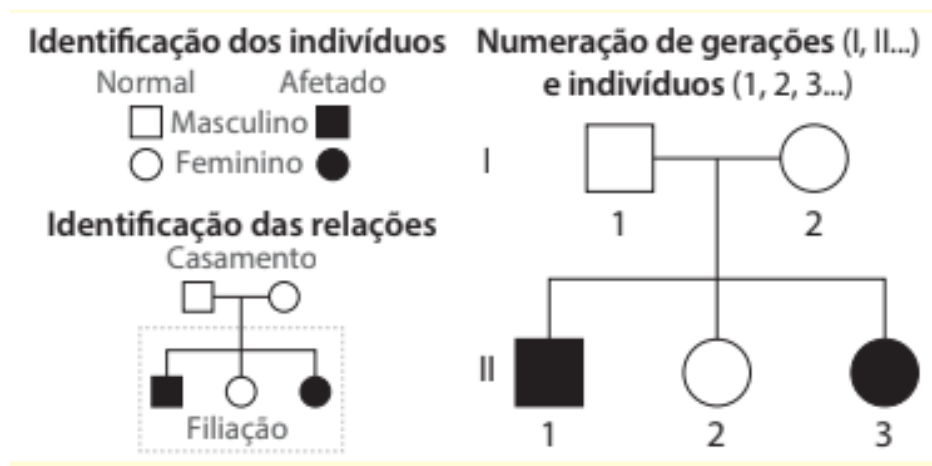 Identificação dos indivíduos
Normal Afetado
Masculino
Feminino
Identificação das relações
Casamento
Filiação
Numeração de gerações (I, II...)
e indivíduos (1, 2, 3...)
I
1 2
II
1 2 3